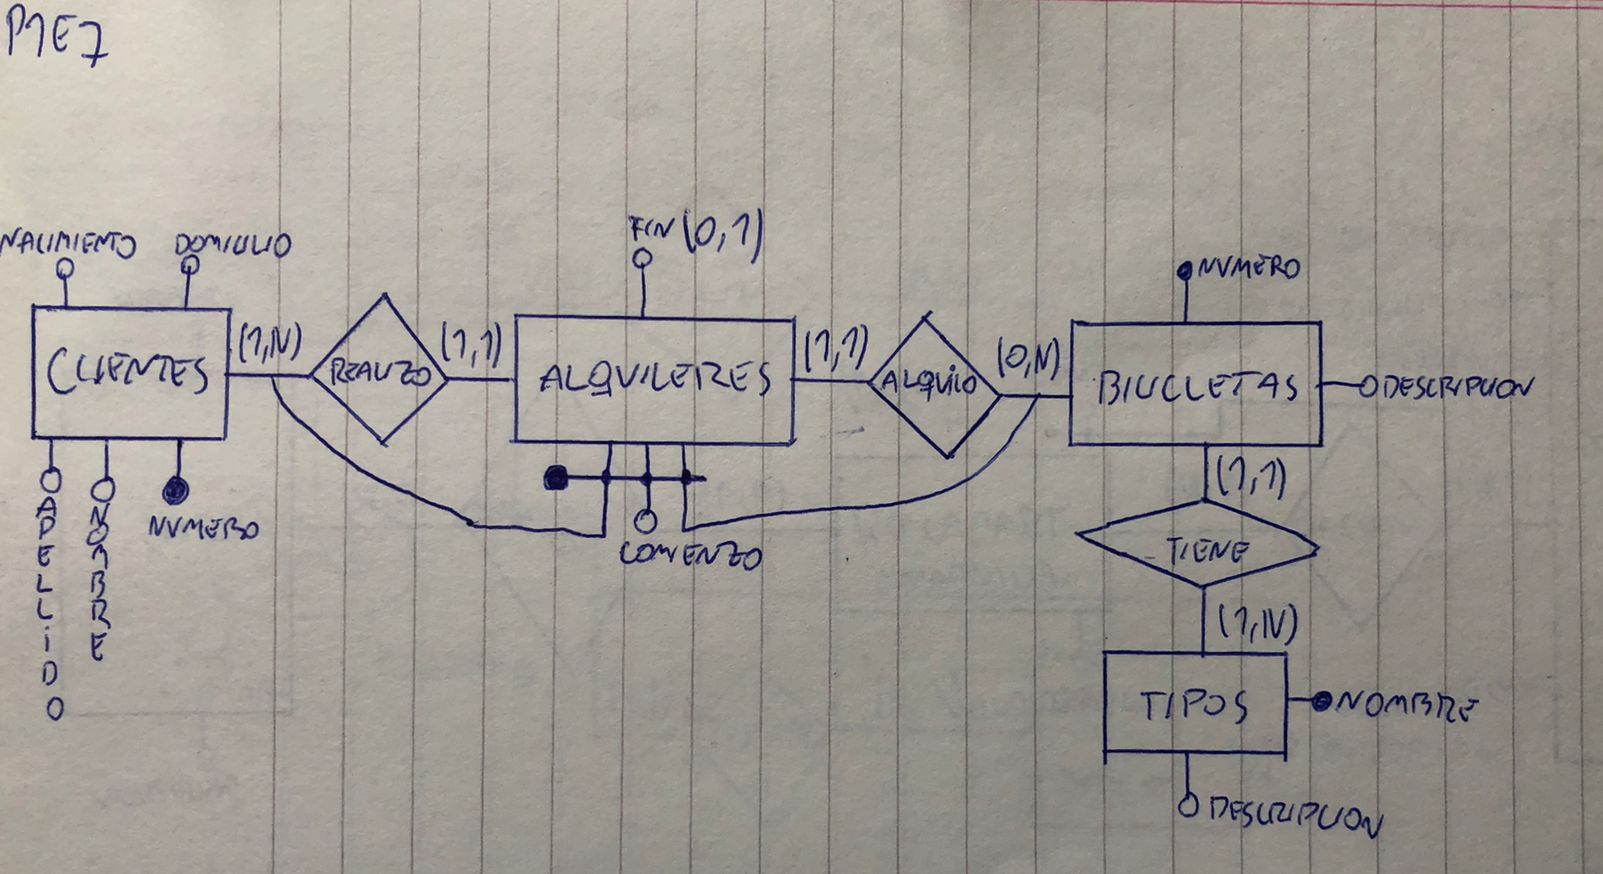 P1E7
NACIMIENTO
DOMICILIO
FIN (0,1)
NUMERO
CLIENTES
(1,N)
REALIZO
(1,1)
ALQUILERES
(1,1)
ALQUILO
(0,N)
BICICLETAS
DESCRIPCION
APELLIDO
NOMBRE
NUMERO
COMIENZO
(1,1)
TIENE
(1,N)
TIPOS
NOMBRE
DESCRIPCION